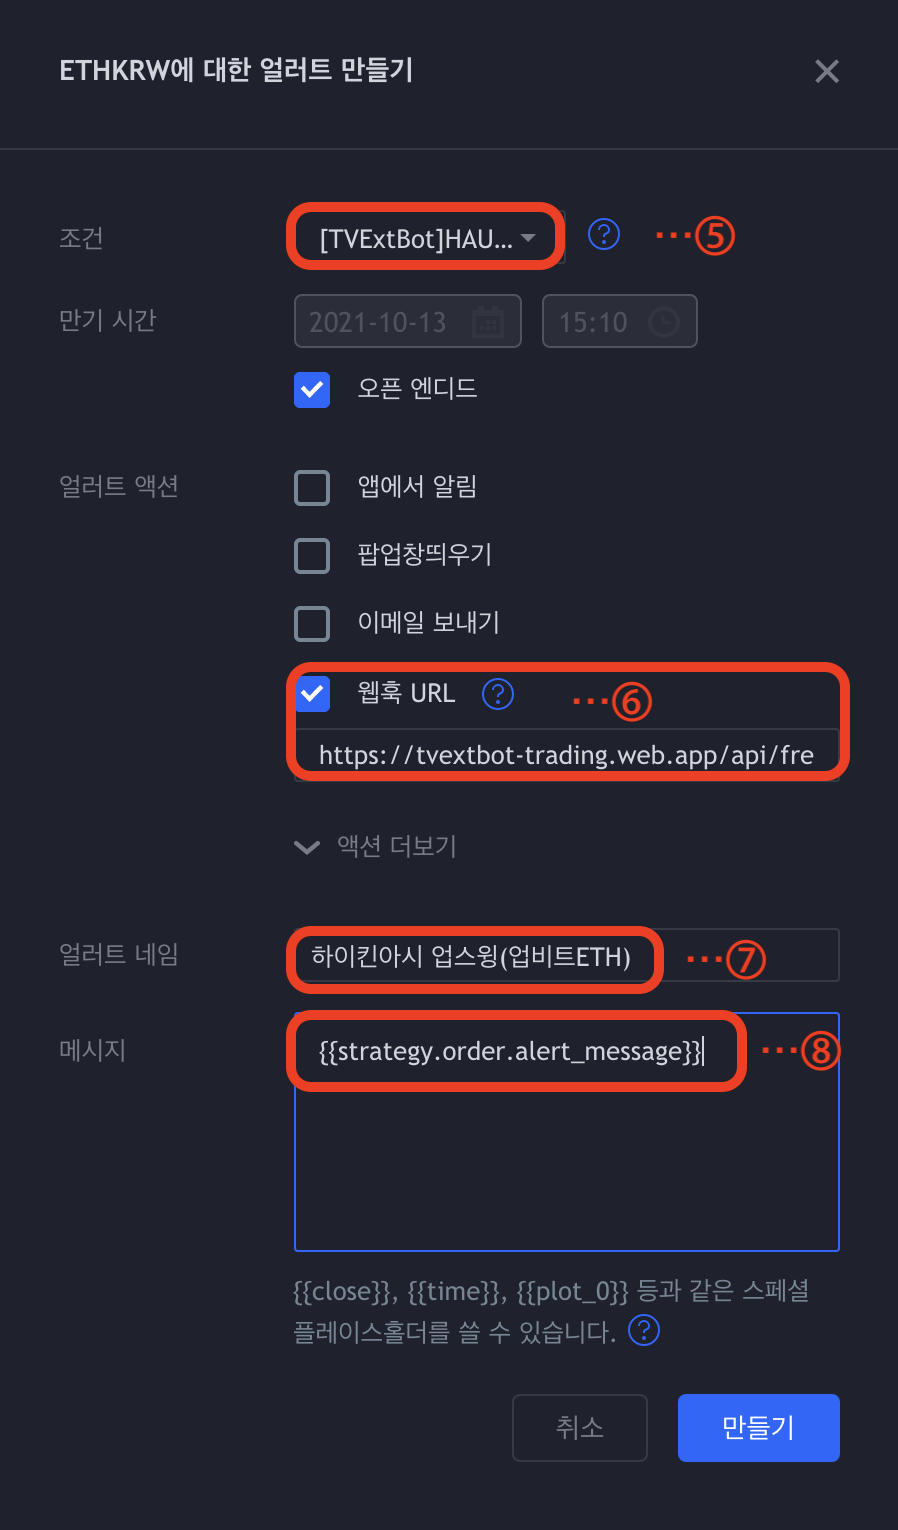 ETHKRW에 대한 얼러트 만들기
조건 [TVExtBot]HAU... ···⑤
만기 시간 2021-10-13 15:10
오픈 엔디드
얼러트 액션 앱에서 알림
팝업창띄우기
이메일 보내기
웹훅 URL ···⑥
https://tvextbot-trading.web.app/api/fre
액션 더보기
얼러트 네임 하이킨아시 업스윙(업비트ETH) ···⑦
메시지 {{strategy.order.alert_message}} ···⑧
{{close}}, {{time}}, {{plot_0}} 등과 같은 스페셜
플레이스홀더를 쓸 수 있습니다.
취소 만들기